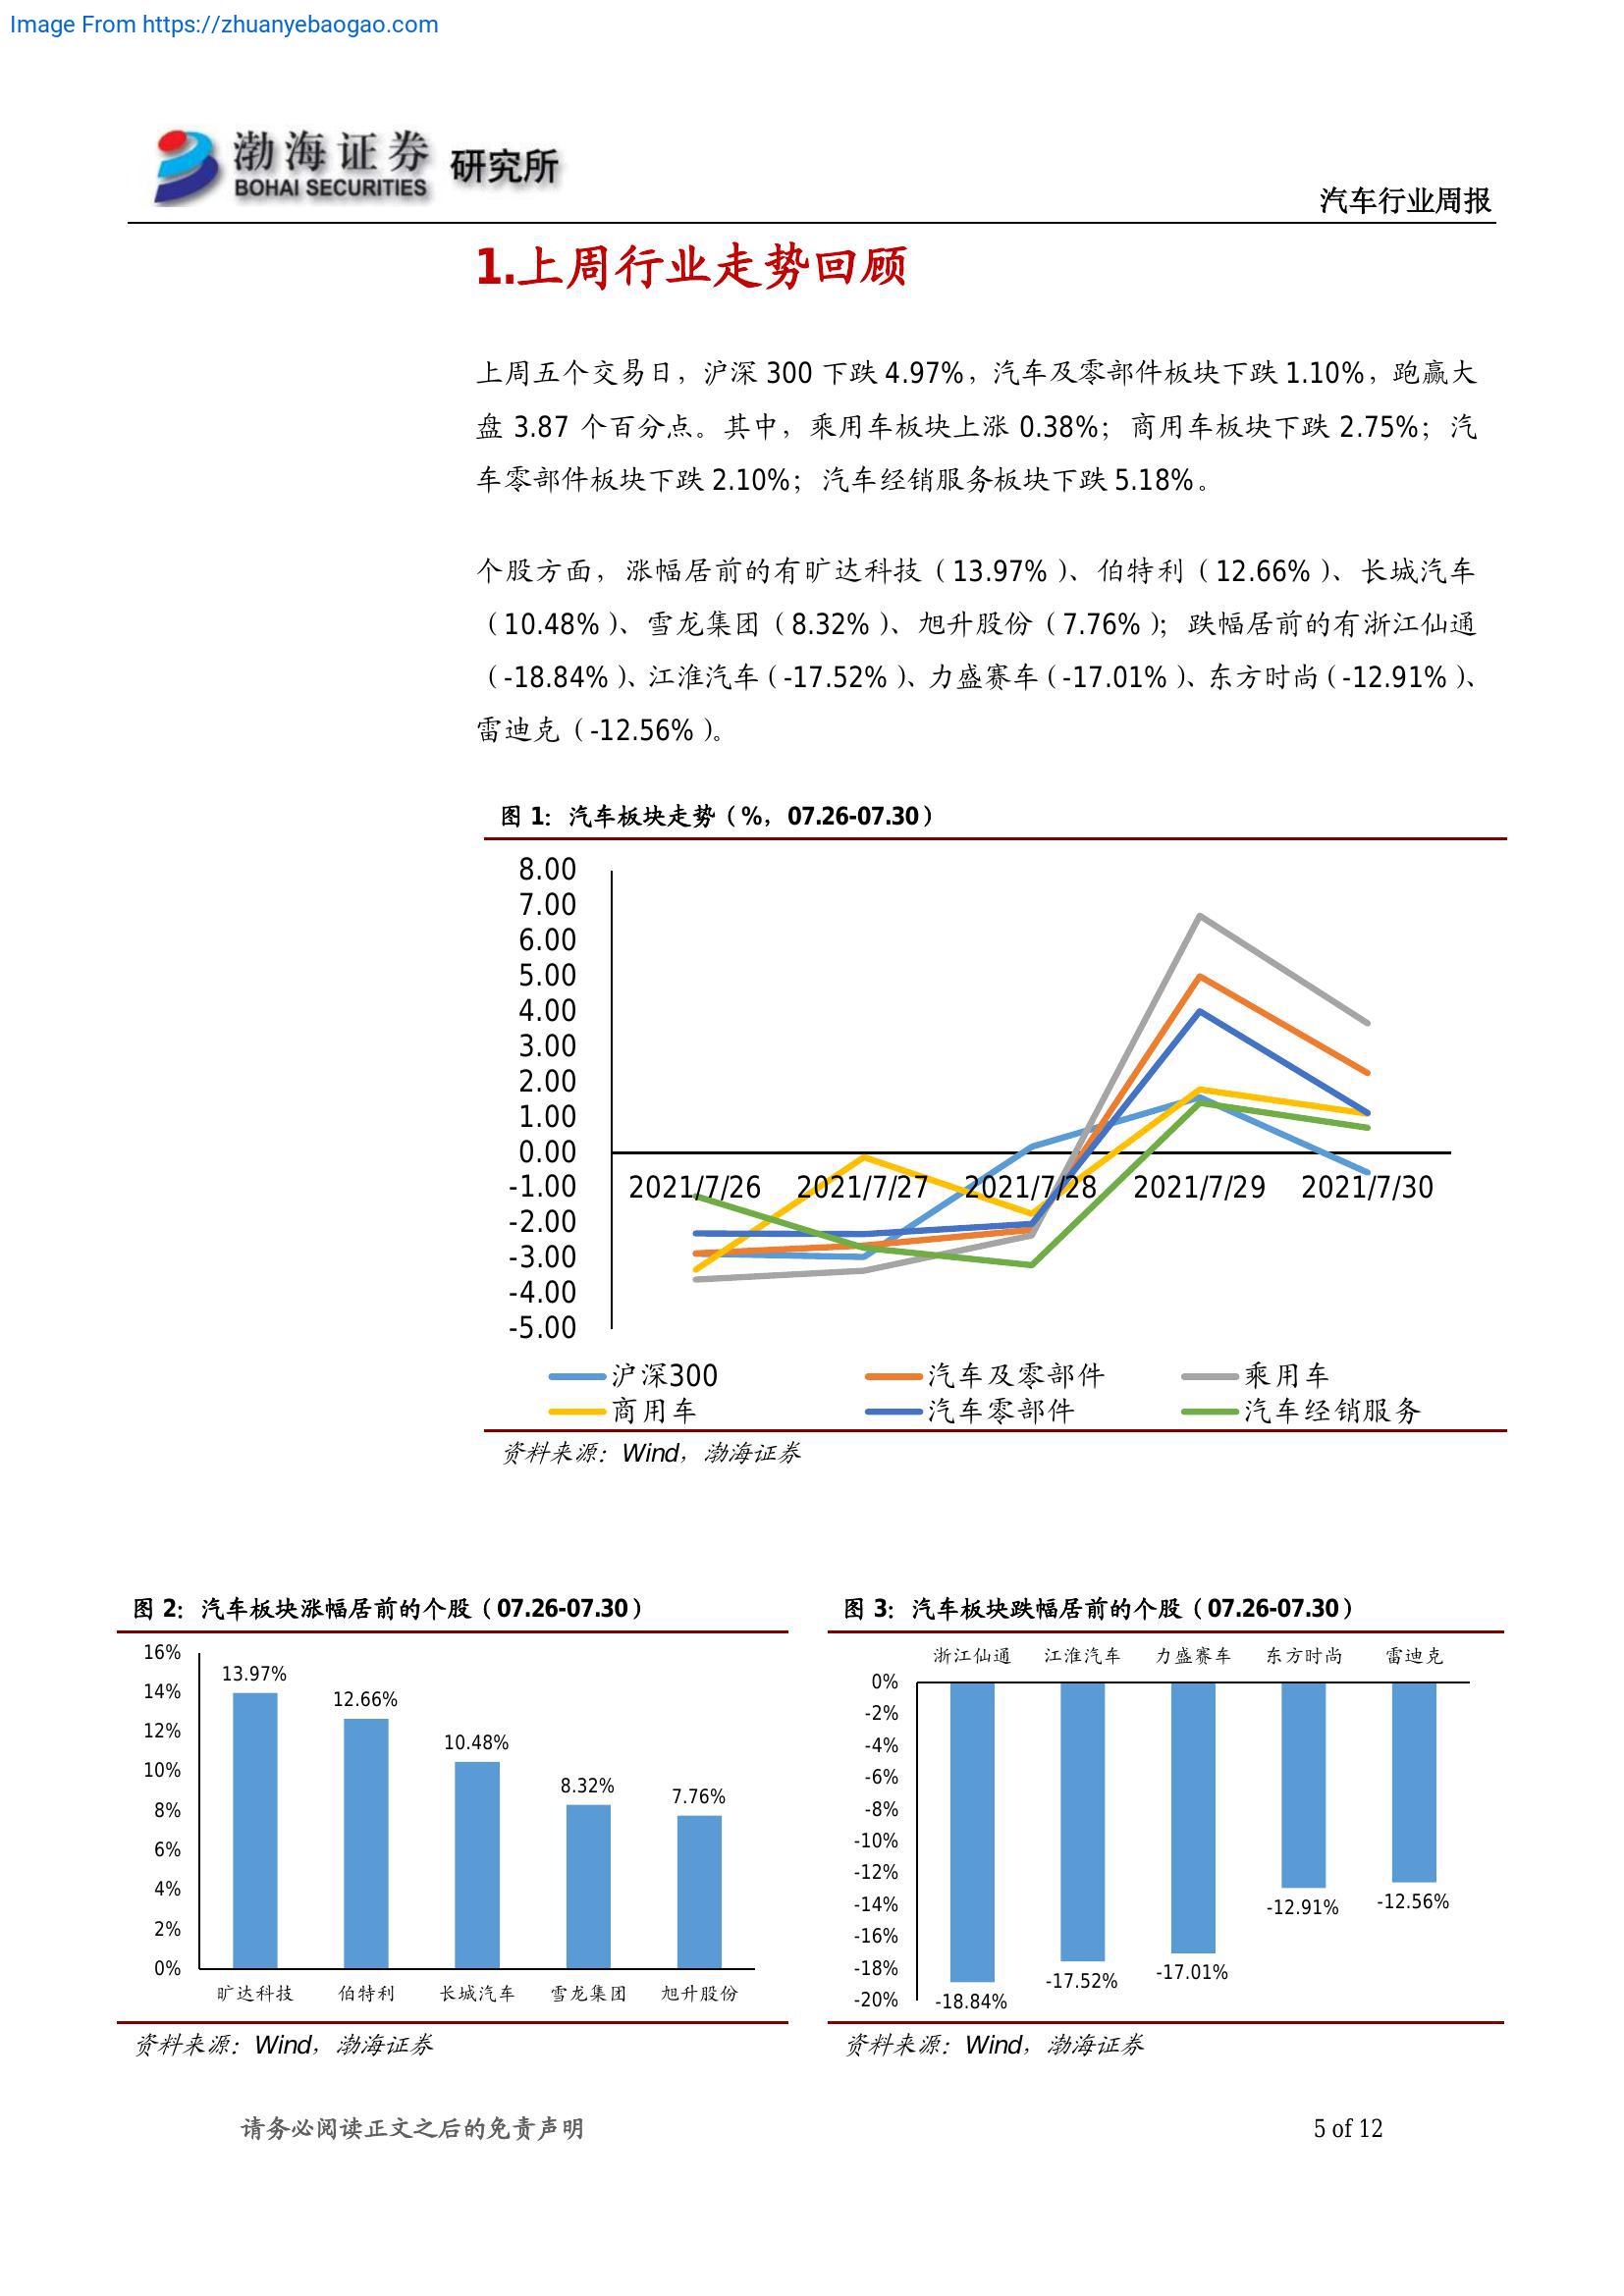 Image From https://zhuanyebaogao.com
渤海证券 研究所
BOHAI SECURITIES
汽车行业周报
1.上周行业走势回顾
上周五个交易日，沪深 300 下跌 4.97%，汽车及零部件板块下跌 1.10%，跑赢大
盘 3.87 个百分点。其中，乘用车板块上涨 0.38%；商用车板块下跌 2.75%；汽
车零部件板块下跌 2.10%；汽车经销服务板块下跌 5.18%。
个股方面，涨幅居前的有旷达科技（13.97%）、伯特利（12.66%）、长城汽车
（10.48%）、雪龙集团（8.32%）、旭升股份（7.76%）；跌幅居前的有浙江仙通
（-18.84%）、江淮汽车（-17.52%）、力盛赛车（-17.01%）、东方时尚（-12.91%）、
雷迪克（-12.56%）。
图 1：汽车板块走势（%，07.26-07.30）
8.00
7.00
6.00
5.00
4.00
3.00
2.00
1.00
0.00
-1.00
-2.00
-3.00
-4.00
-5.00
2021/7/26 2021/7/27 2021/7/28 2021/7/29 2021/7/30
沪深300 汽车及零部件 乘用车
商用车 汽车零部件 汽车经销服务
资料来源：Wind，渤海证券
图 2：汽车板块涨幅居前的个股（07.26-07.30）
16%
14%
12%
10%
8%
6%
4%
2%
0%
13.97%
12.66%
10.48%
8.32%
7.76%
旷达科技 伯特利 长城汽车 雪龙集团 旭升股份
资料来源：Wind，渤海证券
图 3：汽车板块跌幅居前的个股（07.26-07.30）
浙江仙通 江淮汽车 力盛赛车 东方时尚 雷迪克
0%
-2%
-4%
-6%
-8%
-10%
-12%
-14%
-16%
-18%
-20%
-18.84%
-17.52%
-17.01%
-12.91%
-12.56%
资料来源：Wind，渤海证券
请务必阅读正文之后的免责声明
5 of 12